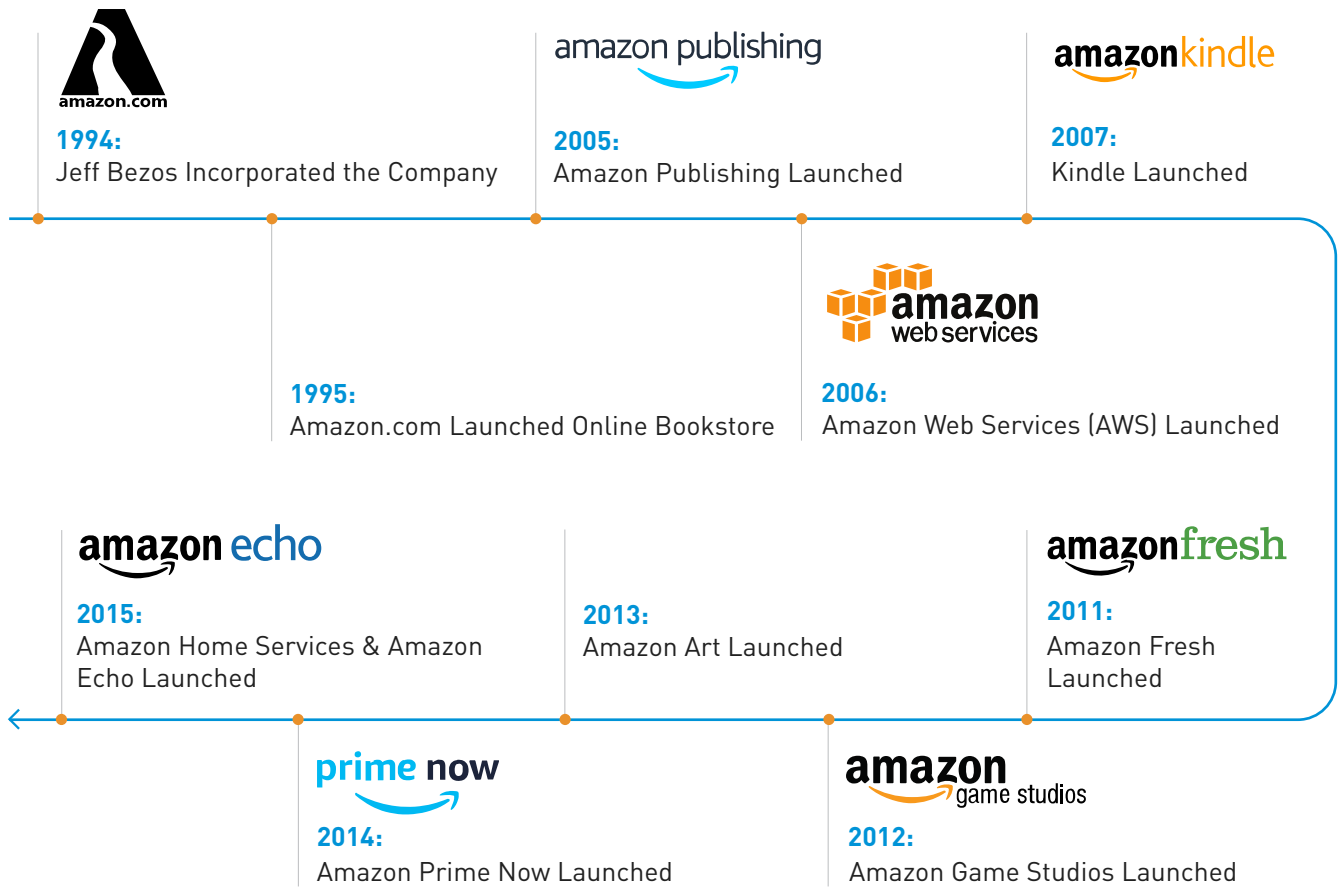 amazon.com
1994:
Jeff Bezos Incorporated the Company
amazon publishing
2005:
Amazon Publishing Launched
amazonkindle
2007:
Kindle Launched
1995:
Amazon.com Launched Online Bookstore
amazon
web services
2006:
Amazon Web Services (AWS) Launched
amazonfresh
2011:
Amazon Fresh
Launched
amazon
game studios
2012:
Amazon Game Studios Launched
2013:
Amazon Art Launched
prime now
2014:
Amazon Prime Now Launched
amazon echo
2015:
Amazon Home Services & Amazon
Echo Launched